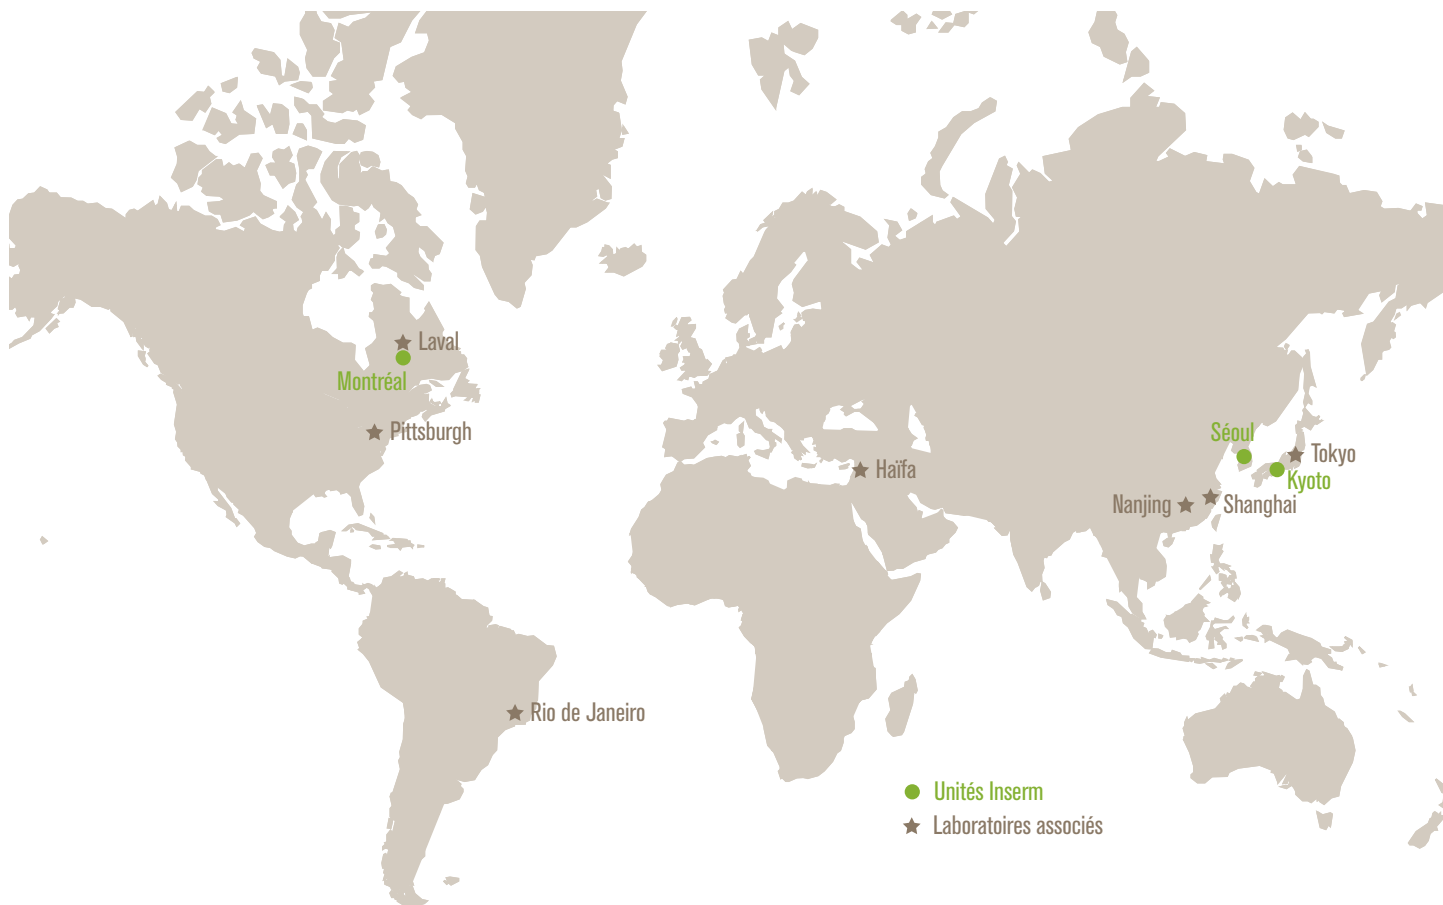 Laval
Montréal
Pittsburgh
Séoul
Tokyo
Haïfa
Kyoto
Nanjing
Shanghai
Rio de Janeiro
Unités Inserm
Laboratoires associés